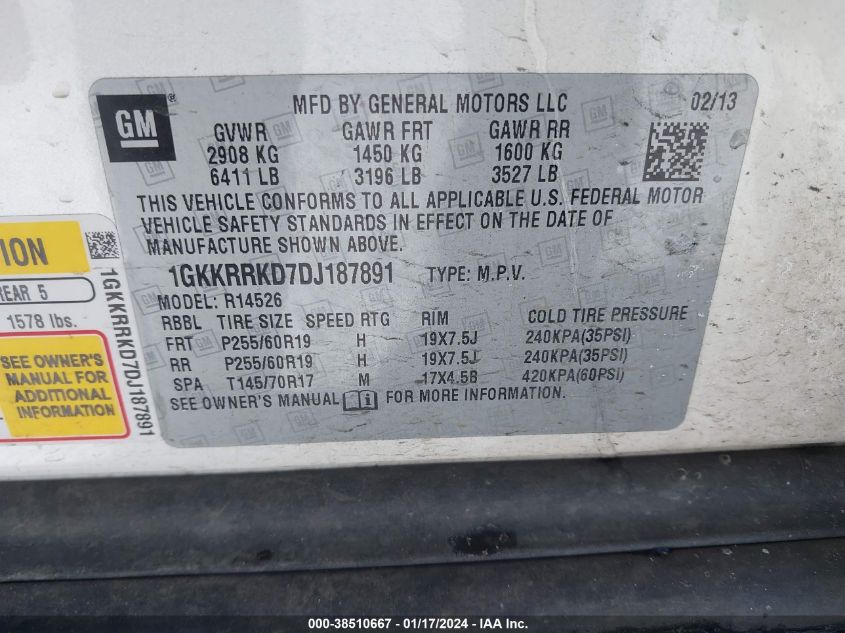 GM
®
MFD BY GENERAL MOTORS LLC 02/13
GVWR GAWR FRT GAWR RR
2908 KG 1450 KG 1600 KG
6411 LB 3196 LB 3527 LB
THIS VEHICLE CONFORMS TO ALL APPLICABLE U.S. FEDERAL MOTOR
VEHICLE SAFETY STANDARDS IN EFFECT ON THE DATE OF
MANUFACTURE SHOWN ABOVE.
1GKKRRKD7DJ187891 TYPE: M.P.V.
MODEL: R14526
RBBL TIRE SIZE SPEED RTG RIM COLD TIRE PRESSURE
FRT P255/60R19 H 19X7.5J 240KPA(35PSI)
RR P255/60R19 H 19X7.5J 240KPA(35PSI)
SPA T145/70R17 M 17X4.5B 420KPA(60PSI)
SEE OWNER'S MANUAL FOR MORE INFORMATION.
REAR 5
1578 lbs.
SEE OWNER'S
MANUAL FOR
ADDITIONAL
INFORMATION
1GKKRRKD7DJ187891
000-38510667 - 01/17/2024 - IAA Holdings, LLC.